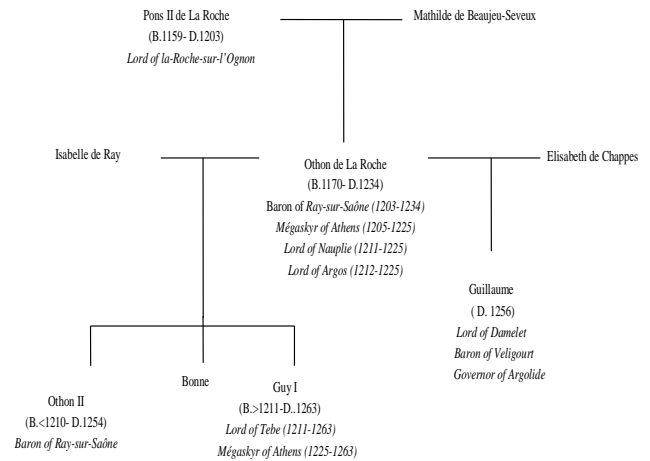 Pons II de La Roche
(B.1159- D.1203)
Lord of la-Roche-sur-l'Ognon
Mathilde de Beaujeu-Seveux
Isabelle de Ray
Othon de La Roche
(B.1170- D.1234)
Baron of Ray-sur-Saône (1203-1234)
Mégaskyr of Athens (1205-1225)
Lord of Nauplie (1211-1225)
Lord of Argos (1212-1225)
Elisabeth de Chappes
Guillaume
( D. 1256)
Lord of Damelet
Baron of Veligourt
Governor of Argolide
Othon II
(B.<1210- D.1254)
Baron of Ray-sur-Saône
Bonne
Guy I
(B.>1211-D..1263)
Lord of Tebe (1211-1263)
Mégaskyr of Athens (1225-1263)